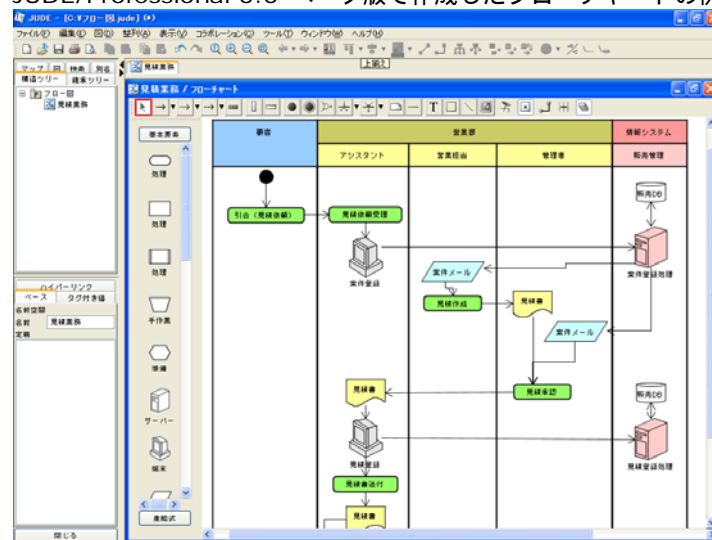 JUDE/Professional
JUDE - [G:¥フロー図.jude] (*)
ファイル(F) 編集(E) 図(D) 整列(A) 表示(V) コラボレーション(C) ツール(T) ウィンドウ(W) ヘルプ(H)
マップ 図 検索 別名
構造ツリー 継承ツリー
見積業務
上揃え
フロー図
見積業務
見積業務 / フローチャート
T
基本要素
処理
処理
処理
手作業
準備
サーバー
端末
産能式
顧客
営業部
情報システム
アシスタント
営業担当
管理者
販売管理
販売DB
引合（見積依頼）
見積依頼受理
案件登録
案件登録処理
案件メール
見積作成
見積書
案件メール
見積書
見積承認
販売DB
見積登録
見積登録処理
見積書送付
見積書
ハイパーリンク
ベース タグ付き値
名前空間
名前 見積業務
定義
閉じる